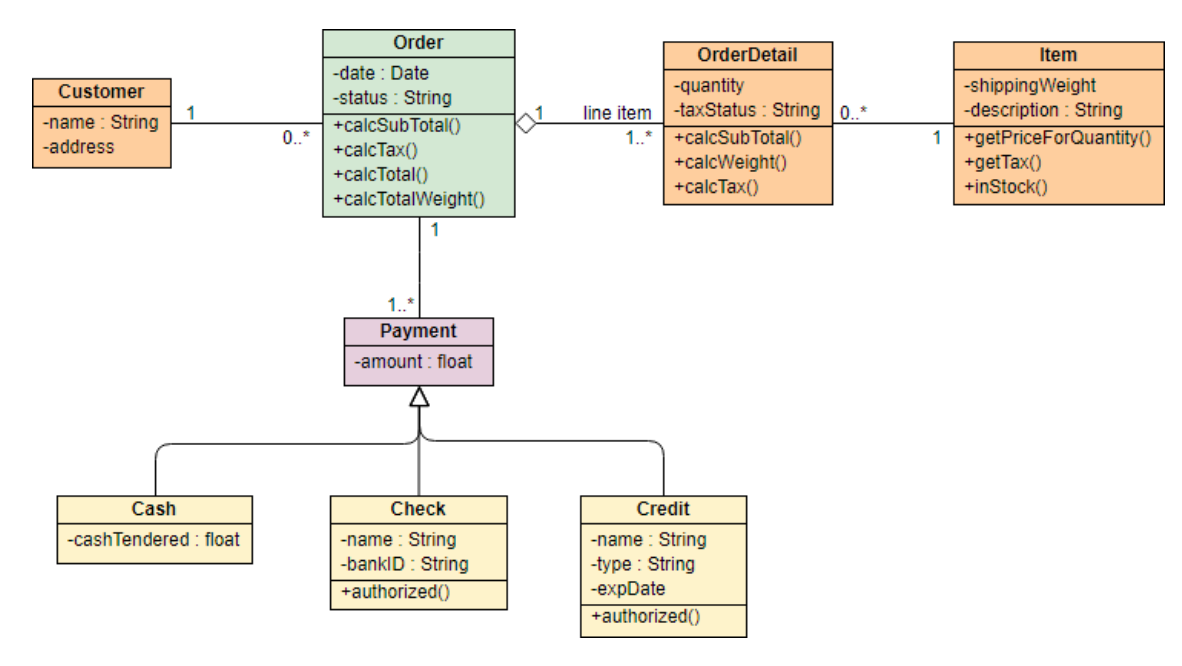 Customer
-name : String
-address
1
0..*
Order
-date : Date
-status : String
+calcSubTotal()
+calcTax()
+calcTotal()
+calcTotalWeight()
1
line item
1..*
OrderDetail
-quantity
-taxStatus : String
+calcSubTotal()
+calcWeight()
+calcTax()
0..*
1
Item
-shippingWeight
-description : String
+getPriceForQuantity()
+getTax()
+inStock()
1
1..*
Payment
-amount : float
Cash
-cashTendered : float
Check
-name : String
-bankID : String
+authorized()
Credit
-name : String
-type : String
-expDate
+authorized()